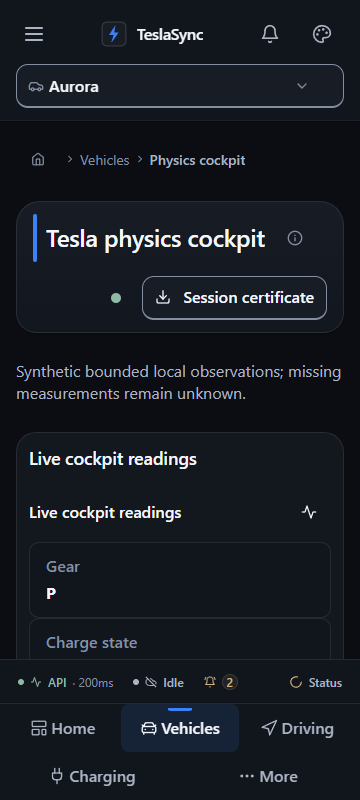 TeslaSync
Aurora
Vehicles Physics cockpit
Tesla physics cockpit
Session certificate
Synthetic bounded local observations; missing
measurements remain unknown.
Live cockpit readings
Live cockpit readings
Gear
P
Charge state
API · 200ms Idle 2 Status
Home Vehicles Driving
Charging More